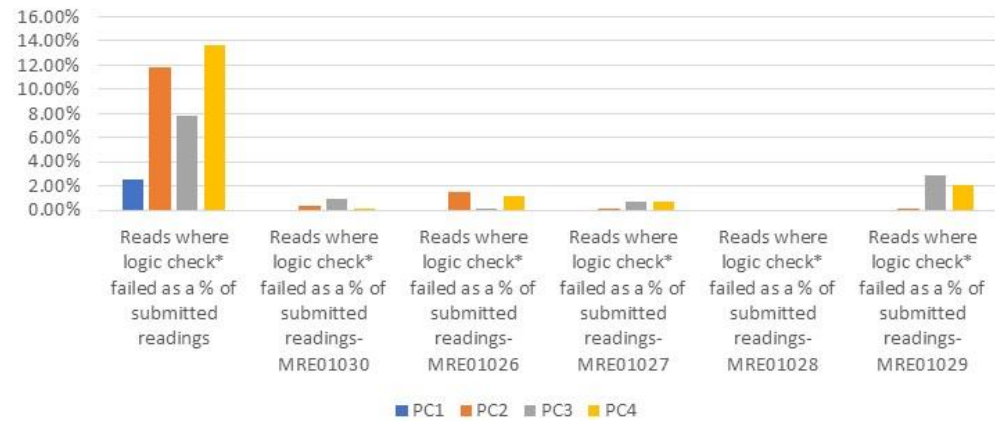 16.00%
14.00%
12.00%
10.00%
8.00%
6.00%
4.00%
2.00%
0.00%
Reads where
logic check*
failed as a % of
submitted
readings
Reads where
logic check*
failed as a % of
submitted
readings-
MRE01030
Reads where
logic check*
failed as a % of
submitted
readings-
MRE01026
Reads where
logic check*
failed as a % of
submitted
readings-
MRE01027
Reads where
logic check*
failed as a % of
submitted
readings-
MRE01028
Reads where
logic check*
failed as a % of
submitted
readings-
MRE01029
PC1 PC2 PC3 PC4